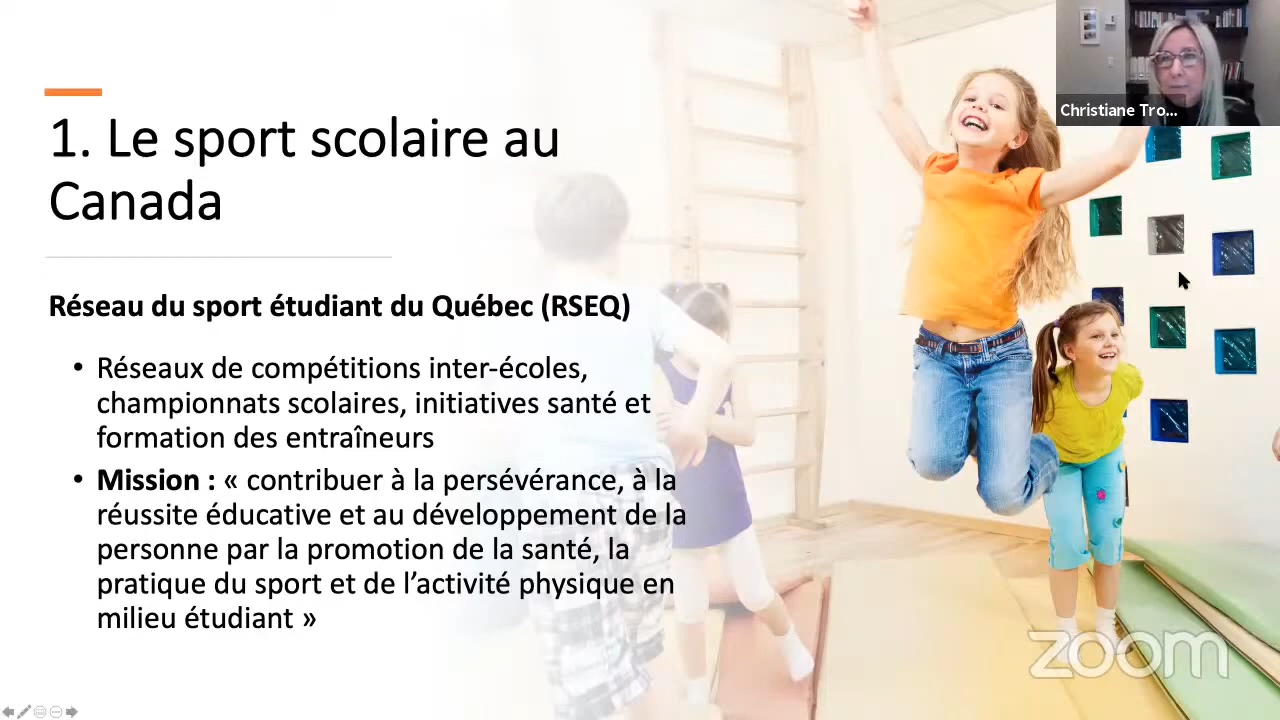 1. Le sport scolaire au
Canada
Réseau du sport étudiant du Québec (RSEQ)
• Réseaux de compétitions inter-écoles,
championnats scolaires, initiatives santé et
formation des entraîneurs
• Mission : « contribuer à la persévérance, à la
réussite éducative et au développement de la
personne par la promotion de la santé, la
pratique du sport et de l’activité physique en
milieu étudiant »
Christiane Tro...
zoom